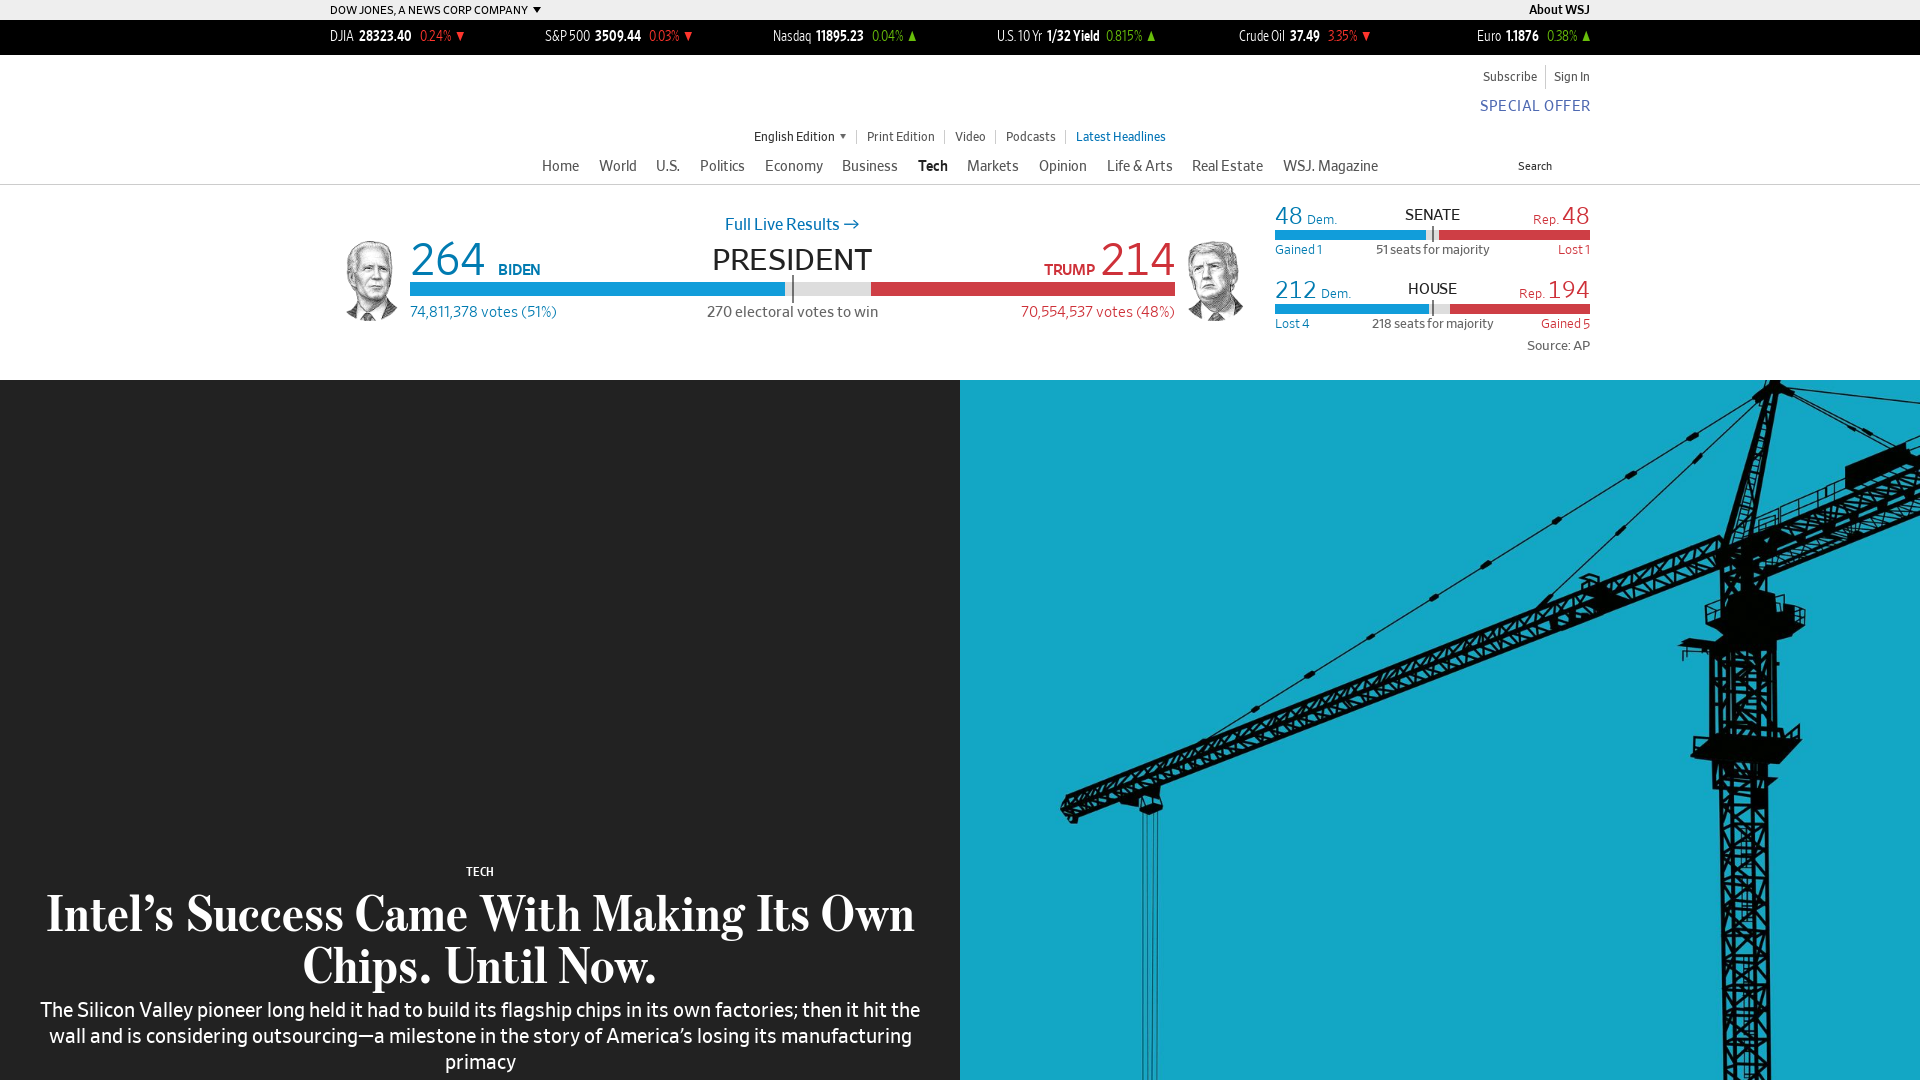 DOW JONES, A NEWS CORP COMPANY
About WSJ
DJIA 28323.40 0.24% ▼
S&P 500 3509.44 0.03% ▼
Nasdaq 11895.23 0.04% ▲
U.S. 10 Yr 1/32 Yield 0.815% ▲
Crude Oil 37.49 3.35% ▼
Euro 1.1876 0.38% ▲
Subscribe
Sign In
SPECIAL OFFER
English Edition
Print Edition
Video
Podcasts
Latest Headlines
Home
World
U.S.
Politics
Economy
Business
Tech
Markets
Opinion
Life & Arts
Real Estate
WSJ. Magazine
Search
Full Live Results →
264 BIDEN
PRESIDENT
TRUMP 214
74,811,378 votes (51%)
270 electoral votes to win
70,554,537 votes (48%)
48 Dem.
SENATE
Rep. 48
Gained 1
51 seats for majority
Lost 1
212 Dem.
HOUSE
Rep. 194
Lost 4
218 seats for majority
Gained 5
Source: AP
TECH
Intel’s Success Came With Making Its Own
Chips. Until Now.
The Silicon Valley pioneer long held it had to build its flagship chips in its own factories; then it hit the
wall and is considering outsourcing—a milestone in the story of America’s losing its manufacturing
primacy